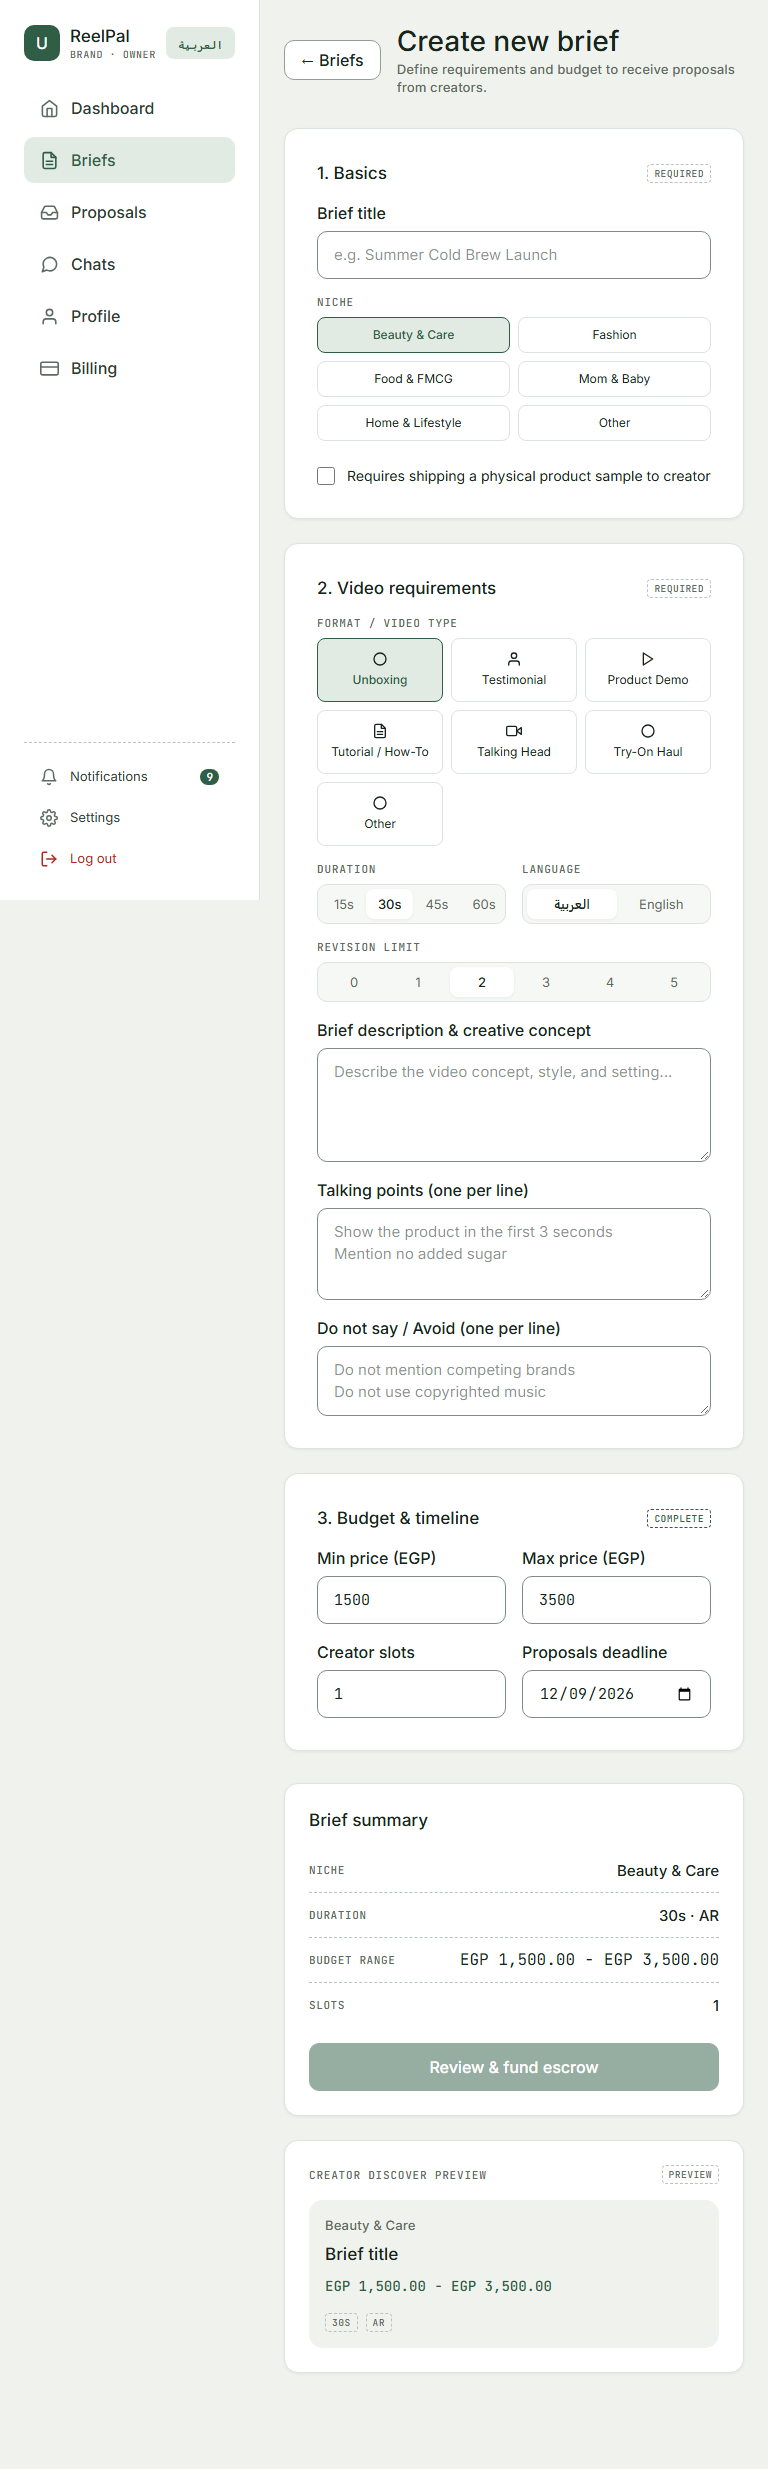 U
ReelPal
BRAND · OWNER
العربية
Dashboard
Briefs
Proposals
Chats
Profile
Billing
Notifications
9
Settings
Log out
← Briefs
Create new brief
Define requirements and budget to receive proposals
from creators.
1. Basics
REQUIRED
Brief title
e.g. Summer Cold Brew Launch
NICHE
Beauty & Care
Fashion
Food & FMCG
Mom & Baby
Home & Lifestyle
Other
Requires shipping a physical product sample to creator
2. Video requirements
REQUIRED
FORMAT / VIDEO TYPE
Unboxing
Testimonial
Product Demo
Tutorial / How-To
Talking Head
Try-On Haul
Other
DURATION
15s 30s 45s 60s
LANGUAGE
العربية English
REVISION LIMIT
0 1 2 3 4 5
Brief description & creative concept
Describe the video concept, style, and setting...
Talking points (one per line)
Show the product in the first 3 seconds
Mention no added sugar
Do not say / Avoid (one per line)
Do not mention competing brands
Do not use copyrighted music
3. Budget & timeline
COMPLETE
Min price (EGP)
1500
Max price (EGP)
3500
Creator slots
1
Proposals deadline
12/09/2026
Brief summary
NICHE
Beauty & Care
DURATION
30s · AR
BUDGET RANGE
EGP 1,500.00 - EGP 3,500.00
SLOTS
1
Review & fund escrow
CREATOR DISCOVER PREVIEW
PREVIEW
Beauty & Care
Brief title
EGP 1,500.00 - EGP 3,500.00
30S
AR